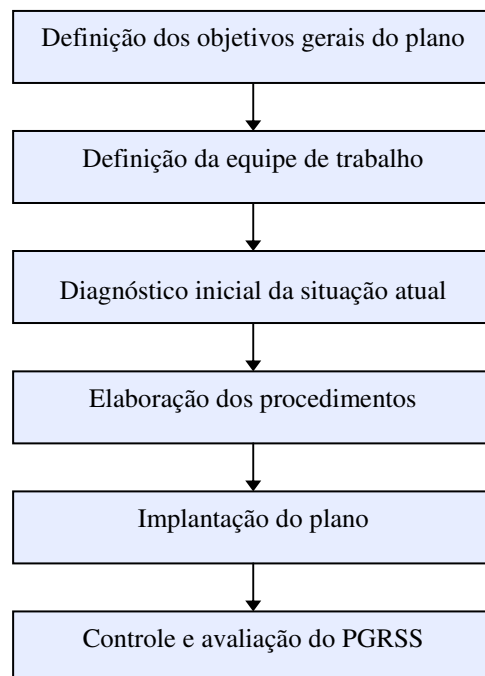 Definição dos objetivos gerais do plano
Definição da equipe de trabalho
Diagnóstico inicial da situação atual
Elaboração dos procedimentos
Implantação do plano
Controle e avaliação do PGRSS